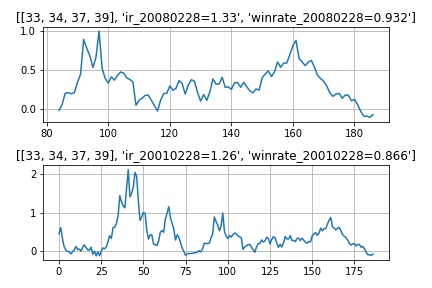 [[33, 34, 37, 39], 'ir_20080228=1.33', 'winrate_20080228=0.932']
1.0
0.5
0.0
80 100 120 140 160 180
[[33, 34, 37, 39], 'ir_20010228=1.26', 'winrate_20010228=0.866']
2
1
0
0 25 50 75 100 125 150 175